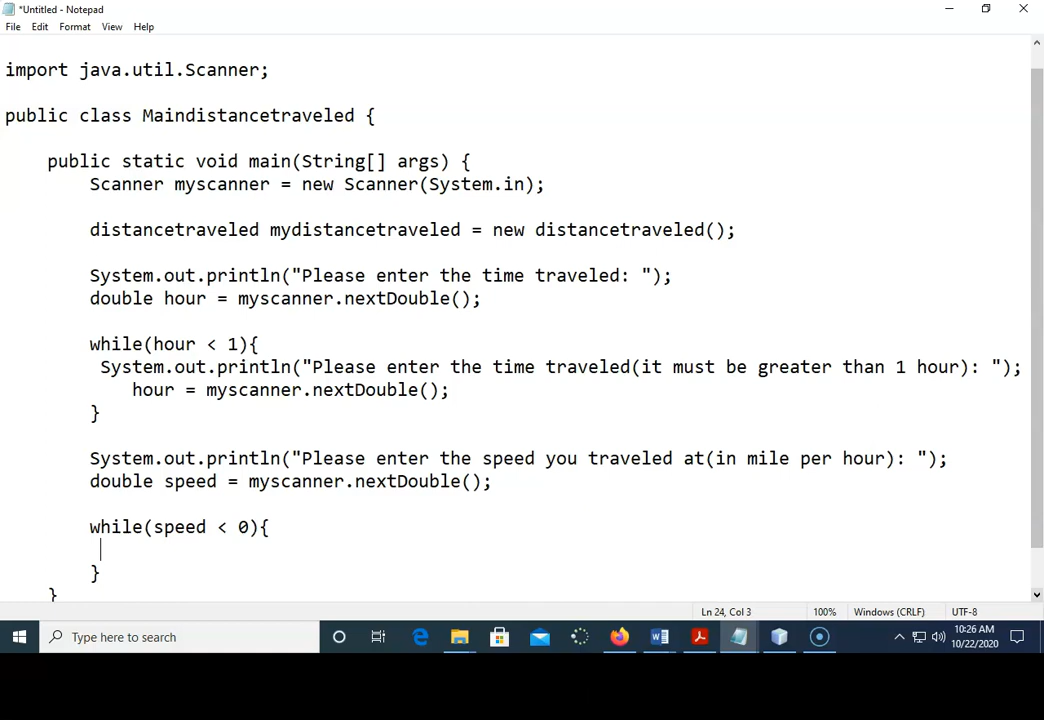 *Untitled - Notepad
File Edit Format View Help
import java.util.Scanner;
public class Maindistancetraveled {
public static void main(String[] args) {
Scanner myscanner = new Scanner(System.in);
distancetraveled mydistancetraveled = new distancetraveled();
System.out.println("Please enter the time traveled: ");
double hour = myscanner.nextDouble();
while(hour < 1){
System.out.println("Please enter the time traveled(it must be greater than 1 hour): ");
hour = myscanner.nextDouble();
}
System.out.println("Please enter the speed you traveled at(in mile per hour): ");
double speed = myscanner.nextDouble();
while(speed < 0){
}
}
Ln 24, Col 3 100% Windows (CRLF) UTF-8
Type here to search
10:26 AM
10/22/2020